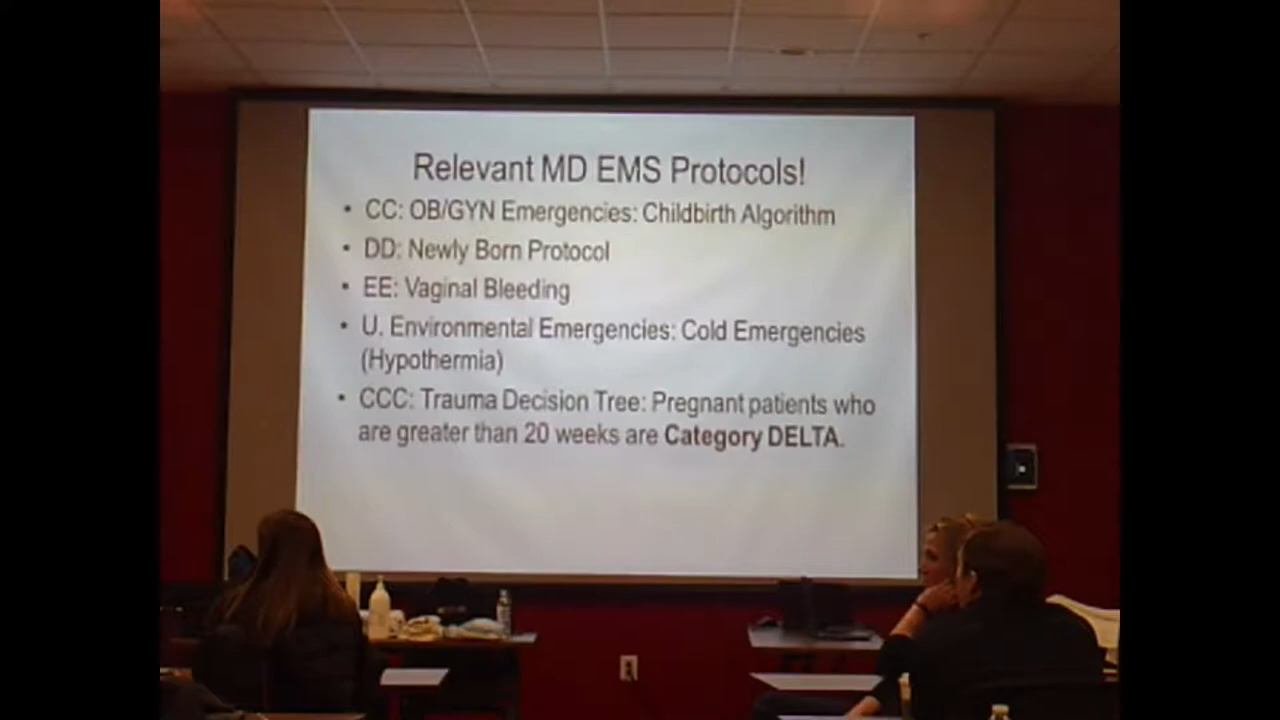 Relevant MD EMS Protocols!
• CC: OB/GYN Emergencies: Childbirth Algorithm
• DD: Newly Born Protocol
• EE: Vaginal Bleeding
• U. Environmental Emergencies: Cold Emergencies
(Hypothermia)
• CCC: Trauma Decision Tree: Pregnant patients who
are greater than 20 weeks are Category DELTA.